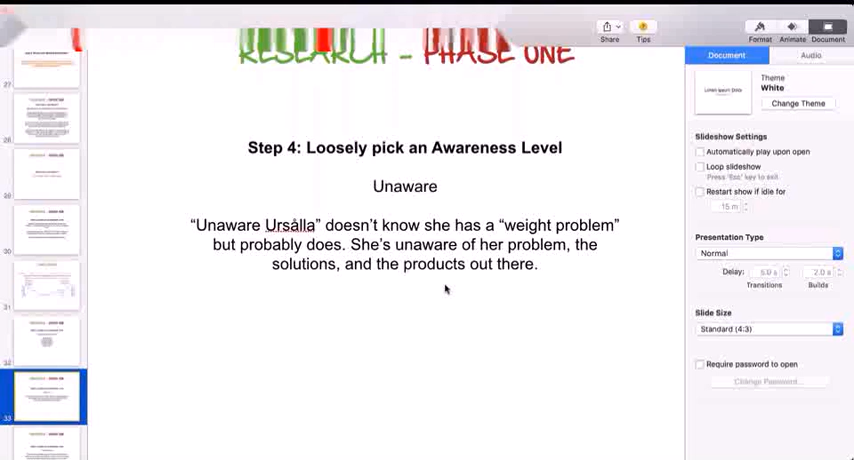 Share
Tips
Format
Animate
Document
RESEARCH - PHASE ONE
Step 4: Loosely pick an Awareness Level
Unaware
“Unaware Ursalla” doesn’t know she has a “weight problem”
but probably does. She’s unaware of her problem, the
solutions, and the products out there.
27
28
29
30
31
32
33
Document
Audio
Theme
White
Change Theme
Slideshow Settings
Automatically play upon open
Loop slideshow
Press 'Esc' key to exit
Restart show if idle for
15 m
Presentation Type
Normal
Delay:
5.0 s
2.0 s
Transitions
Builds
Slide Size
Standard (4:3)
Require password to open
Change Password...